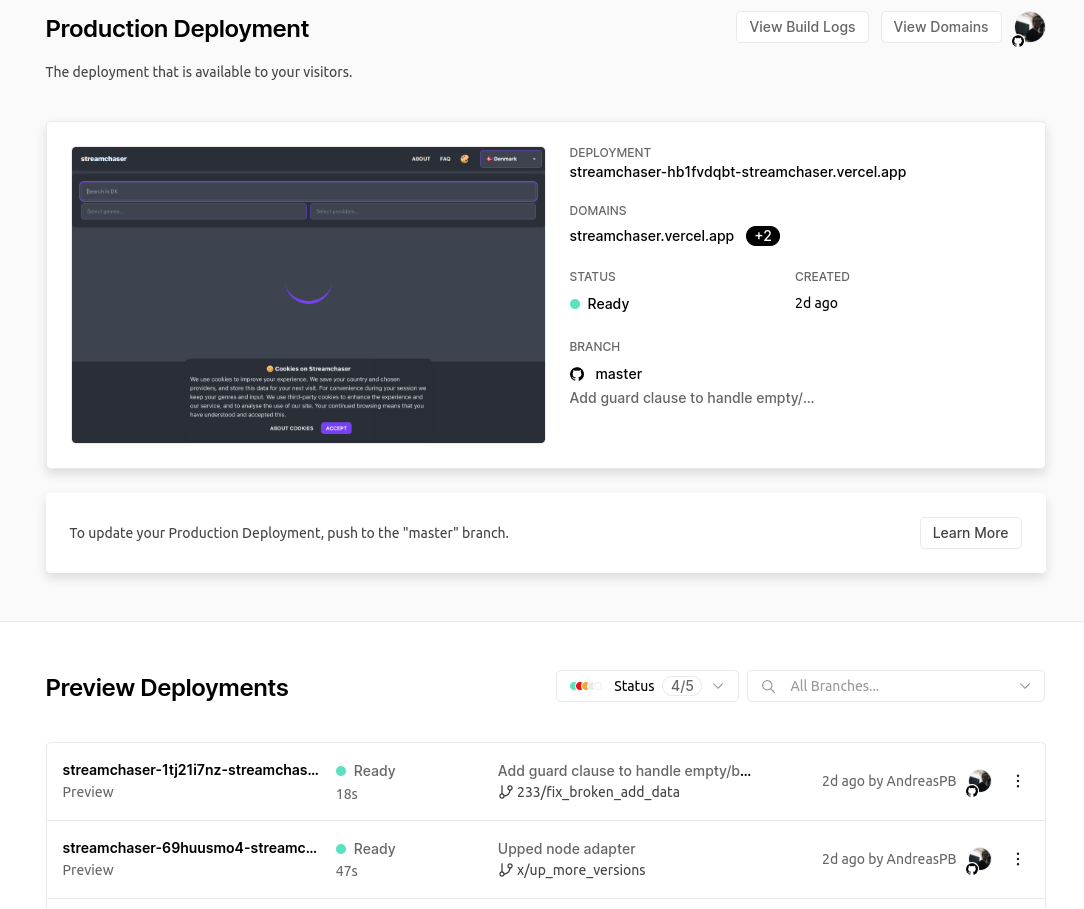 Production Deployment
View Build Logs
View Domains
The deployment that is available to your visitors.
streamchaser
ABOUT
FAQ
Denmark
Search in DK
Select genres...
Select providers...
Cookies on Streamchaser
We use cookies to improve your experience. We save your country and chosen
providers, and store this data for your next visit. For convenience during your session we
keep your genres and input. We use third-party cookies to enhance the experience and
our service, and to analyse the use of our site. Your continued browsing means that you
have understood and accepted this.
ABOUT COOKIES
ACCEPT
DEPLOYMENT
streamchaser-hb1fvdqbt-streamchaser.vercel.app
DOMAINS
streamchaser.vercel.app +2
STATUS
Ready
CREATED
2d ago
BRANCH
master
Add guard clause to handle empty/...
To update your Production Deployment, push to the "master" branch.
Learn More
Preview Deployments
Status 4/5
All Branches...
streamchaser-1tj21i7nz-streamchas...
Preview
Ready
18s
Add guard clause to handle empty/b...
233/fix_broken_add_data
2d ago by AndreasPB
streamchaser-69huusmo4-streamc...
Preview
Ready
47s
Upped node adapter
x/up_more_versions
2d ago by AndreasPB